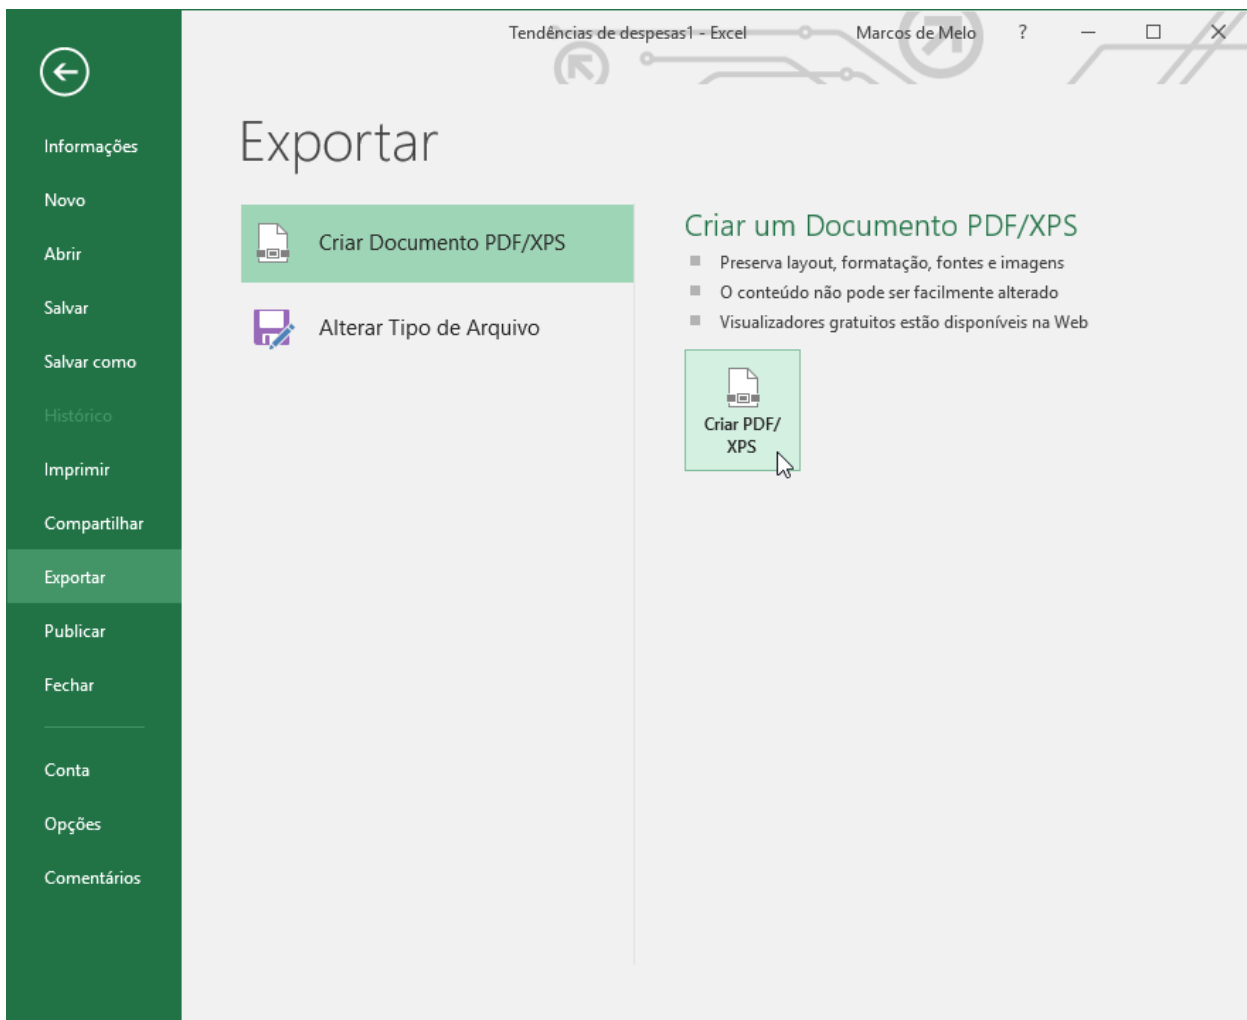 Tendências de despesas1 - Excel
Marcos de Melo
?
Informações
Novo
Abrir
Salvar
Salvar como
Histórico
Imprimir
Compartilhar
Exportar
Publicar
Fechar
Conta
Opções
Comentários
Exportar
Criar Documento PDF/XPS
Alterar Tipo de Arquivo
Criar um Documento PDF/XPS
Preserva layout, formatação, fontes e imagens
O conteúdo não pode ser facilmente alterado
Visualizadores gratuitos estão disponíveis na Web
Criar PDF/
XPS